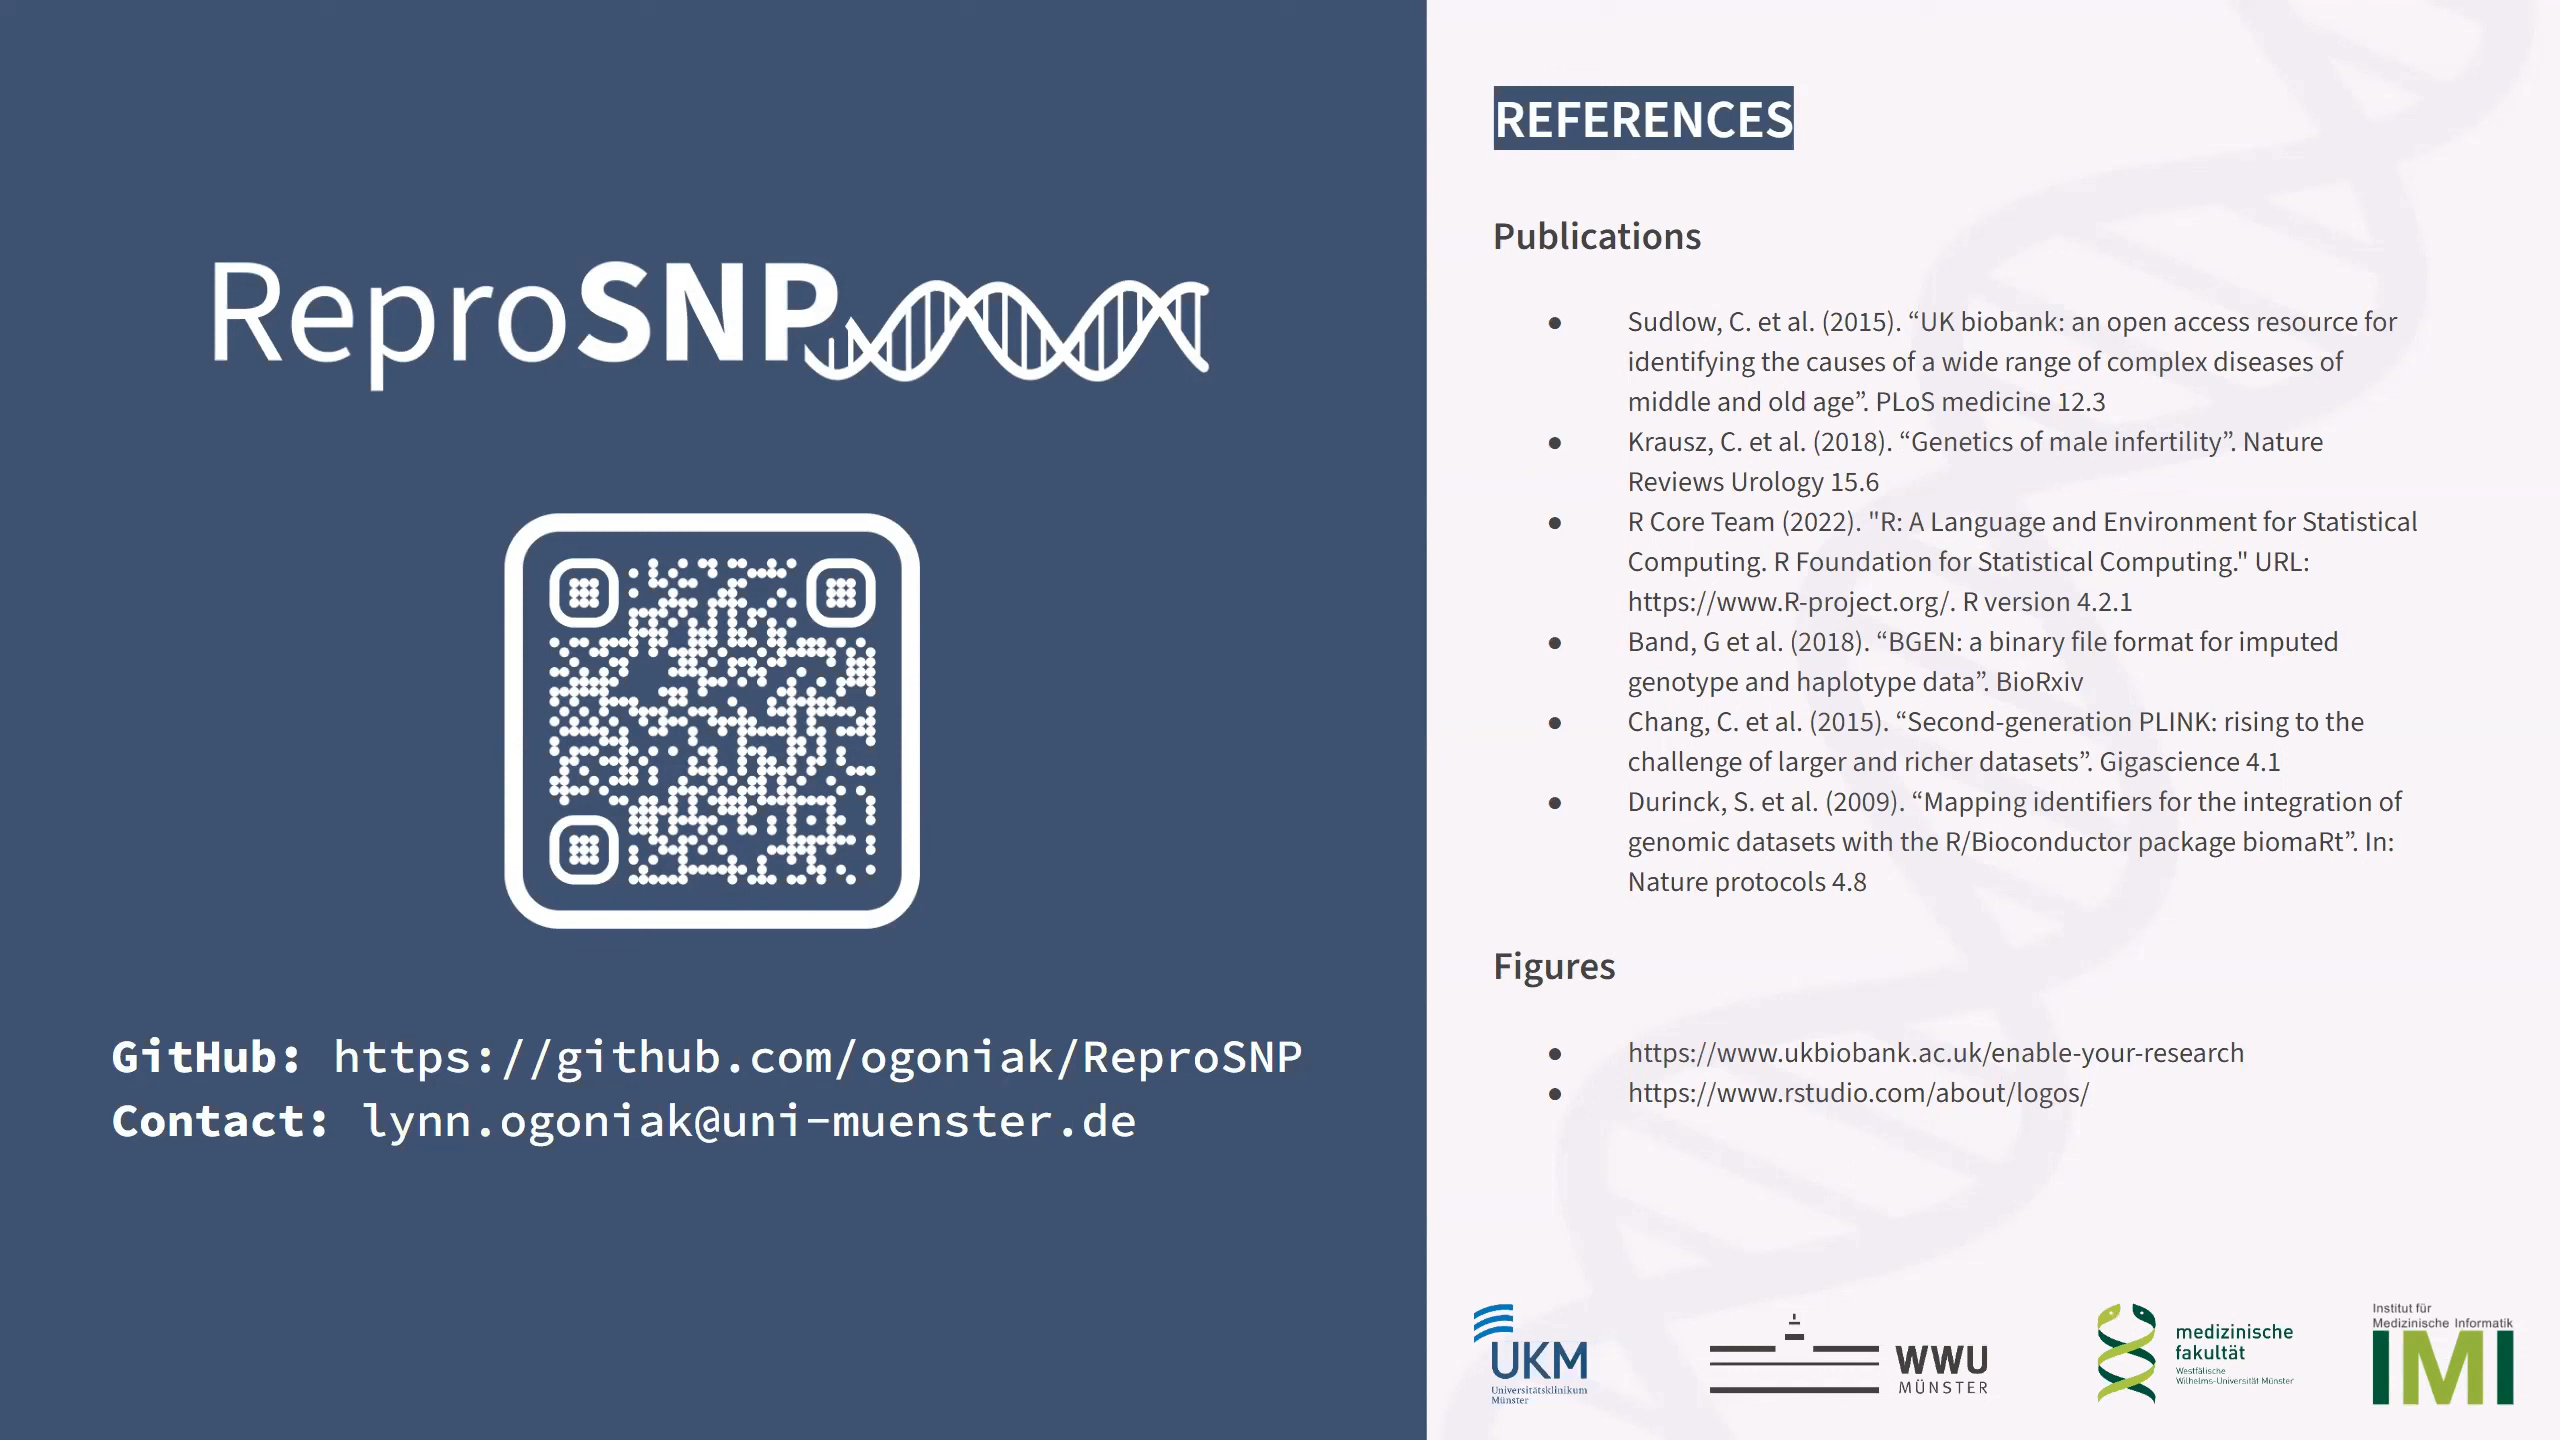 ReproSNP
GitHub: https://github.com/ogoniak/ReproSNP
Contact: lynn.ogoniak@uni-muenster.de
REFERENCES
Publications
● Sudlow, C. et al. (2015). “UK biobank: an open access resource for
identifying the causes of a wide range of complex diseases of
middle and old age”. PLoS medicine 12.3
● Krausz, C. et al. (2018). “Genetics of male infertility”. Nature
Reviews Urology 15.6
● R Core Team (2022). "R: A Language and Environment for Statistical
Computing. R Foundation for Statistical Computing." URL:
https://www.R-project.org/. R version 4.2.1
● Band, G et al. (2018). “BGEN: a binary file format for imputed
genotype and haplotype data”. BioRxiv
● Chang, C. et al. (2015). “Second-generation PLINK: rising to the
challenge of larger and richer datasets”. Gigascience 4.1
● Durinck, S. et al. (2009). “Mapping identifiers for the integration of
genomic datasets with the R/Bioconductor package biomaRt”. In:
Nature protocols 4.8
Figures
● https://www.ukbiobank.ac.uk/enable-your-research
● https://www.rstudio.com/about/logos/
UKM
Universitätsklinikum
Münster
WWU
MÜNSTER
medizinische
fakultät
Westfälische
Wilhelms-Universität Münster
Institut für
Medizinische Informatik
IMI